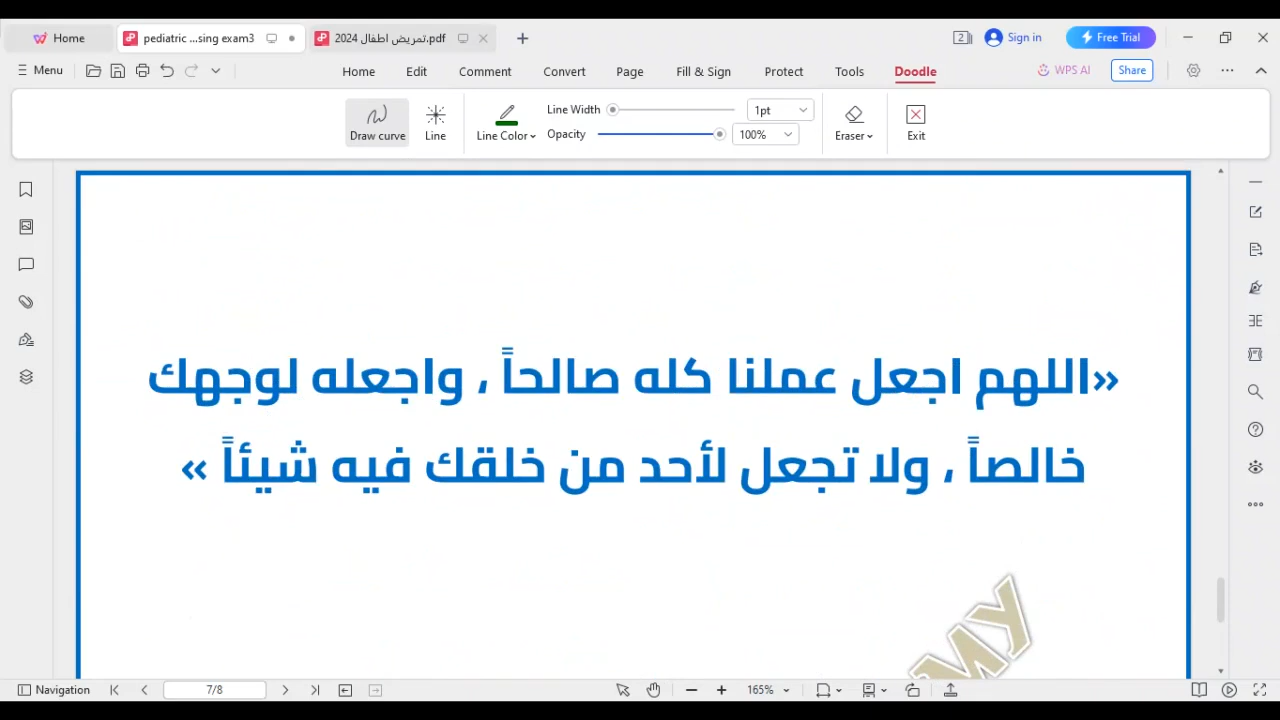 Home
pediatric ...sing exam3
تمريض اطفال 2024.pdf
2
Sign in
Free Trial
Menu
Home
Edit
Comment
Convert
Page
Fill & Sign
Protect
Tools
Doodle
WPS AI
Share
Draw curve
Line
Line Color
Line Width
1pt
Opacity
100%
Eraser
Exit
«اللهم اجعل عملنا كله صالحاً ، واجعله لوجهك
خالصاً ، ولا تجعل لأحد من خلقك فيه شيئاً »
MY
Navigation
7/8
165%